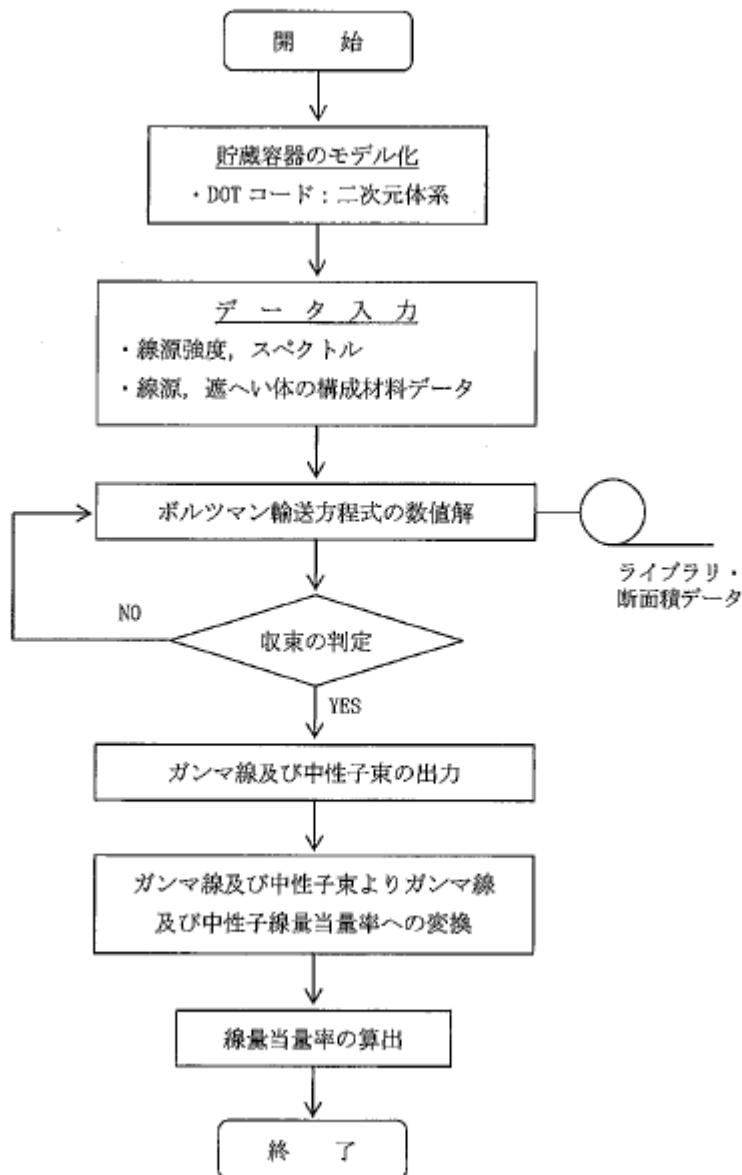 開 始
貯蔵容器のモデル化
・DOT コード:二次元体系
デ ー タ 入 力
・線源強度,スペクトル
・線源,遮へい体の構成材料データ
ボルツマン輸送方程式の数値解
ライブラリ・
断面積データ
NO
収束の判定
YES
ガンマ線及び中性子束の出力
ガンマ線及び中性子束よりガンマ線
及び中性子線量当量率への変換
線量当量率の算出
終 了